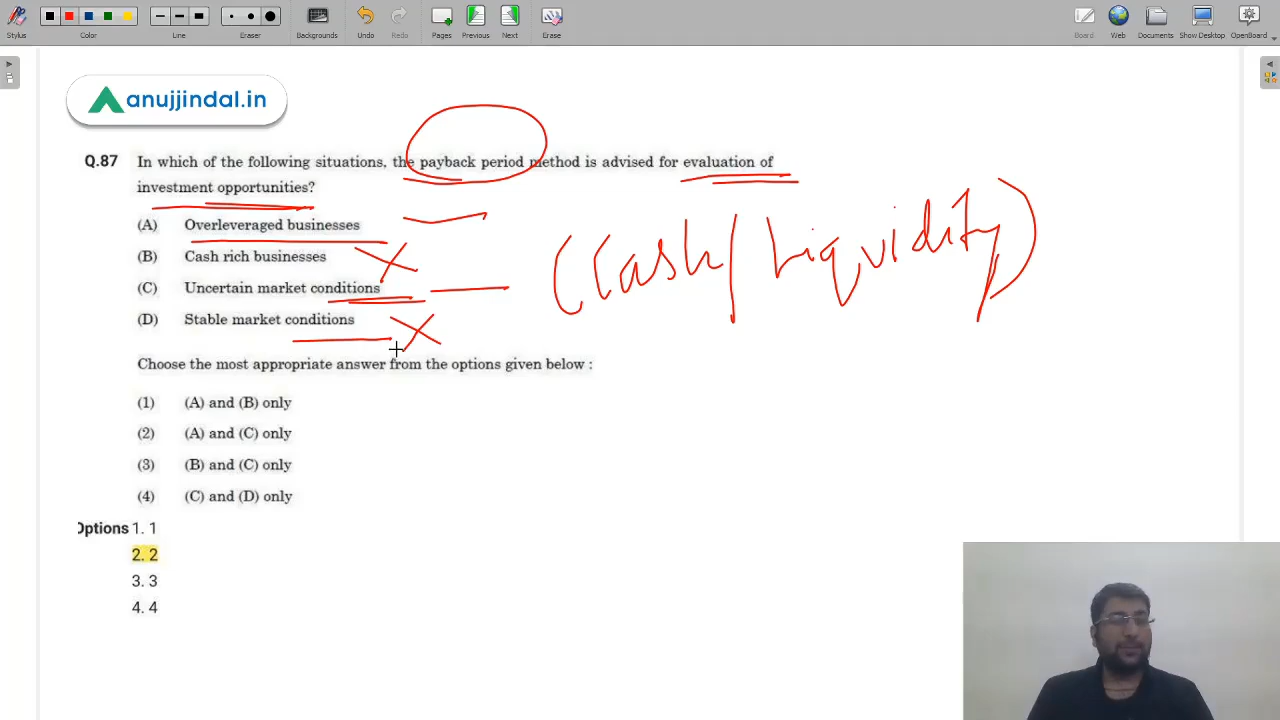 Stylus
Color
Line
Eraser
Backgrounds
Undo
Redo
Pages
Previous
Next
Erase
Board
Web
Documents
Show Desktop
OpenBoard
anujjindal.in
Q.87 In which of the following situations, the payback period method is advised for evaluation of
investment opportunities?
(A) Overleveraged businesses
(B) Cash rich businesses
(C) Uncertain market conditions
(D) Stable market conditions
(Cash/Liquidity)
Choose the most appropriate answer from the options given below :
(1) (A) and (B) only
(2) (A) and (C) only
(3) (B) and (C) only
(4) (C) and (D) only
Options 1. 1
2. 2
3. 3
4. 4